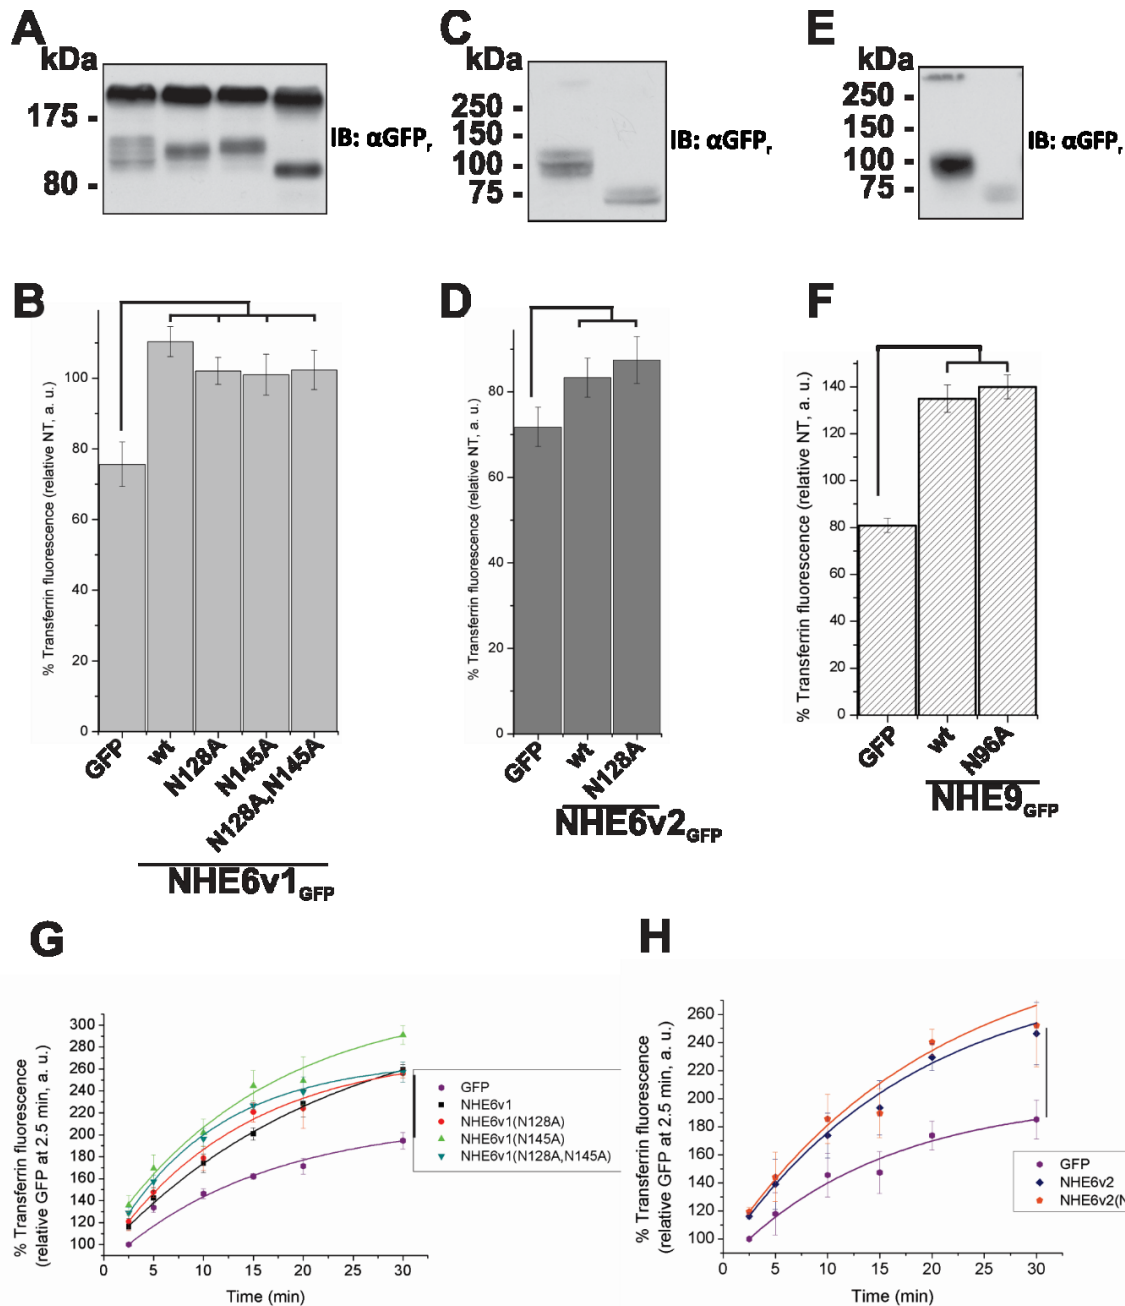 A
kDa
175 -
80 -
IB: αGFPr
C
kDa
250 -
150 -
100 -
75 -
IB: αGFPr
E
kDa
250 -
150 -
100 -
75 -
IB: αGFPr
B
% Transferrin fluorescence (relative NT, a. u.)
100
80
60
40
20
0
GFP
wt
N128A
N145A
N128A,N145A
NHE6v1GFP
D
% Transferrin fluorescence (relative NT, a. u.)
80
60
40
20
0
GFP
wt
N128A
NHE6v2GFP
F
% Transferrin fluorescence (relative NT, a. u.)
140
120
100
80
60
40
20
0
GFP
wt
N96A
NHE9GFP
G
% Transferrin fluorescence
(relative GFP at 2.5 min, a. u.)
300
280
260
240
220
200
180
160
140
120
100
0 5 10 15 20 25 30
Time (min)
GFP
NHE6v1
NHE6v1(N128A)
NHE6v1(N145A)
NHE6v1(N128A,N145A)
H
% Transferrin fluorescence
(relative GFP at 2.5 min, a. u.)
260
240
220
200
180
160
140
120
100
0 5 10 15 20 25 30
Time (min)
GFP
NHE6v2
NHE6v2(N